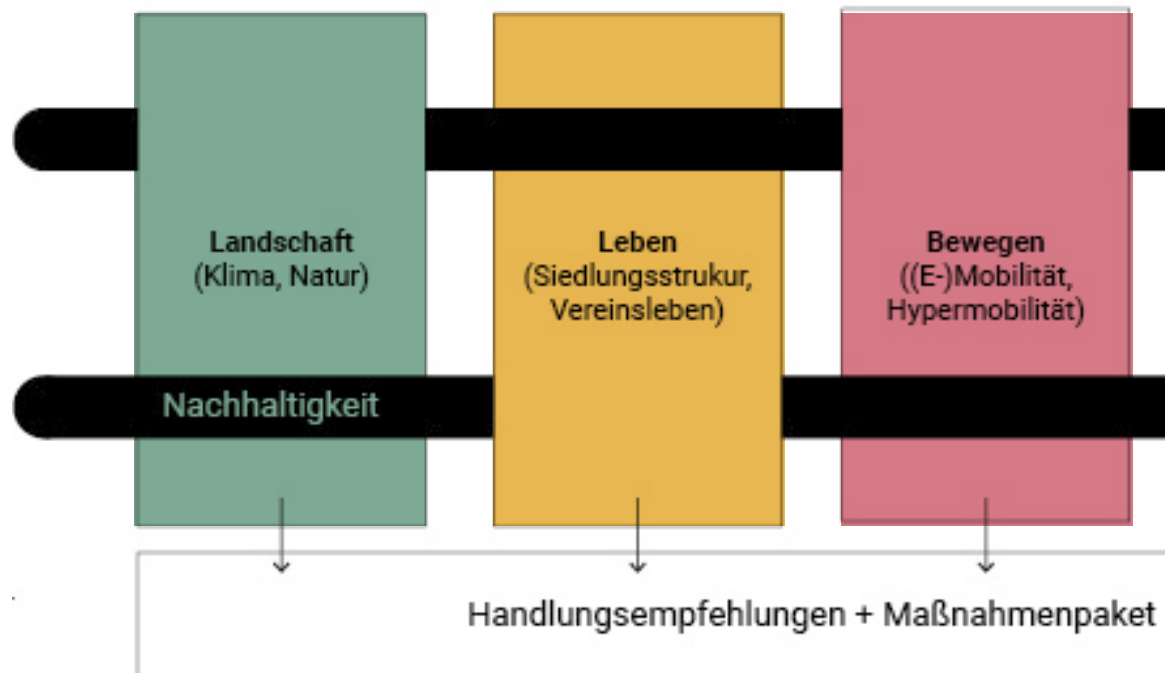 Landschaft
(Klima, Natur)
Leben
(Siedlungsstrukur,
Vereinsleben)
Bewegen
((E-)Mobilität,
Hypermobilität)
Nachhaltigkeit
Handlungsempfehlungen + Maßnahmenpaket